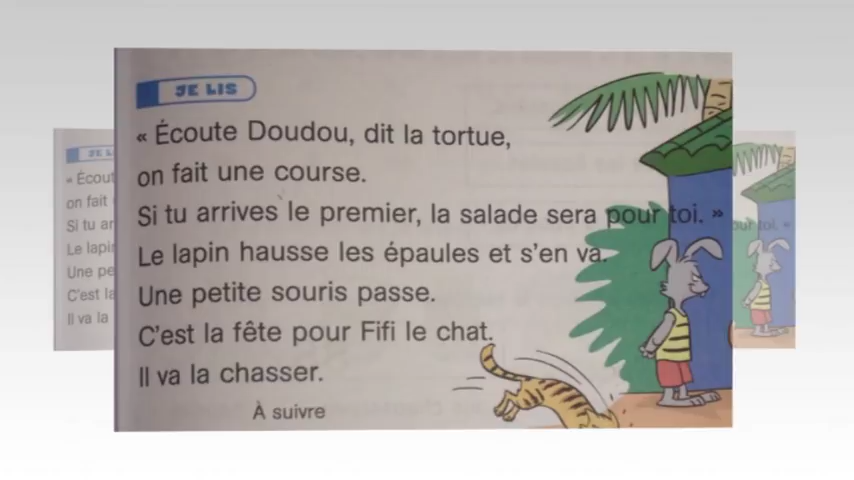 JE LIS
« Écoute Doudou, dit la tortue,
on fait une course.
Si tu arrives le premier, la salade sera pour toi. »
Le lapin hausse les épaules et s'en va.
Une petite souris passe.
C'est la fête pour Fifi le chat.
Il va la chasser.
À suivre